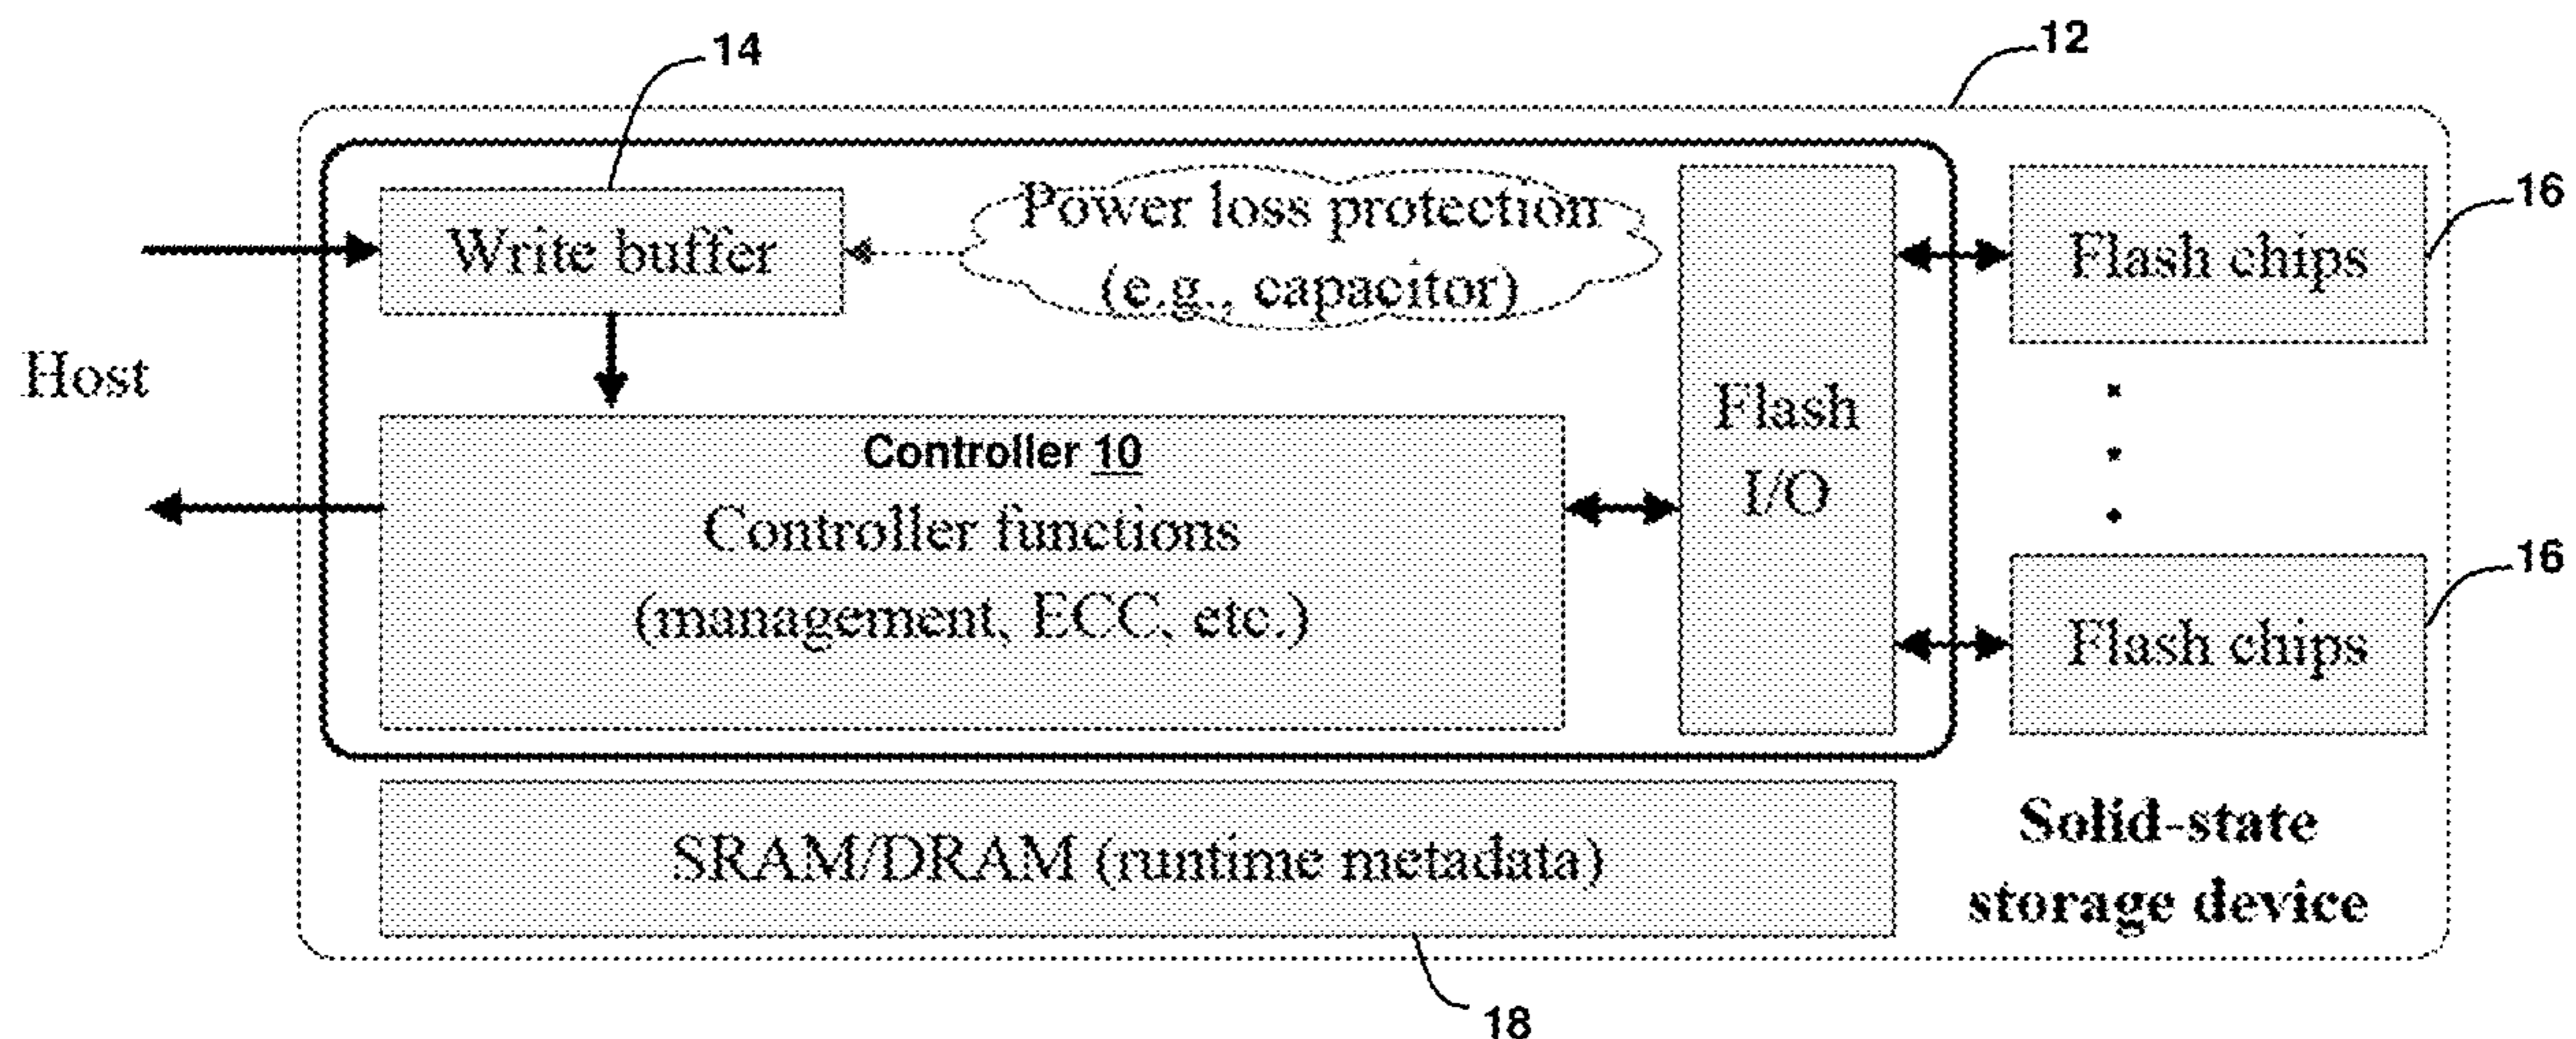 14
12
Power loss protection
(e.g., capacitor)
Write buffer
Flash chips
16
Host
Flash
I/O
Controller 10
Controller functions
(management, ECC, etc.)
Flash chips
16
SRAM/DRAM (runtime metadata)
Solid-state
storage device
18